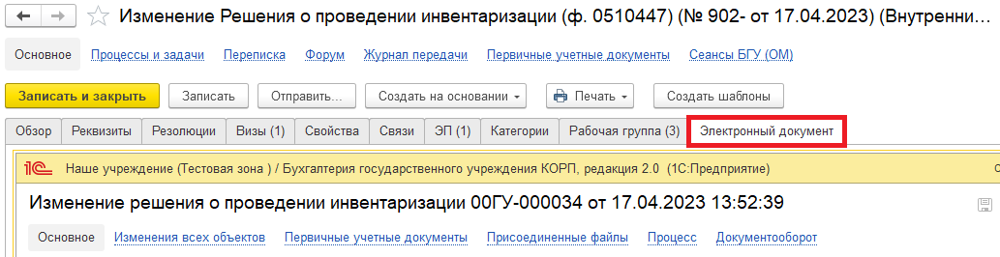 Изменение Решения о проведении инвентаризации (ф. 0510447) (№ 902- от 17.04.2023) (Внутренни...
Основное Процессы и задачи Переписка Форум Журнал передачи Первичные учетные документы Сеансы БГУ (ОМ)
Записать и закрыть Записать Отправить... Создать на основании Печать Создать шаблоны
Обзор Реквизиты Резолюции Визы (1) Свойства Связи ЭП (1) Категории Рабочая группа (3) Электронный документ
1С Наше учреждение (Тестовая зона ) / Бухгалтерия государственного учреждения КОРП, редакция 2.0 (1С:Предприятие)
Изменение решения о проведении инвентаризации 00ГУ-000034 от 17.04.2023 13:52:39
Основное Изменения всех объектов Первичные учетные документы Присоединенные файлы Процесс Документооборот